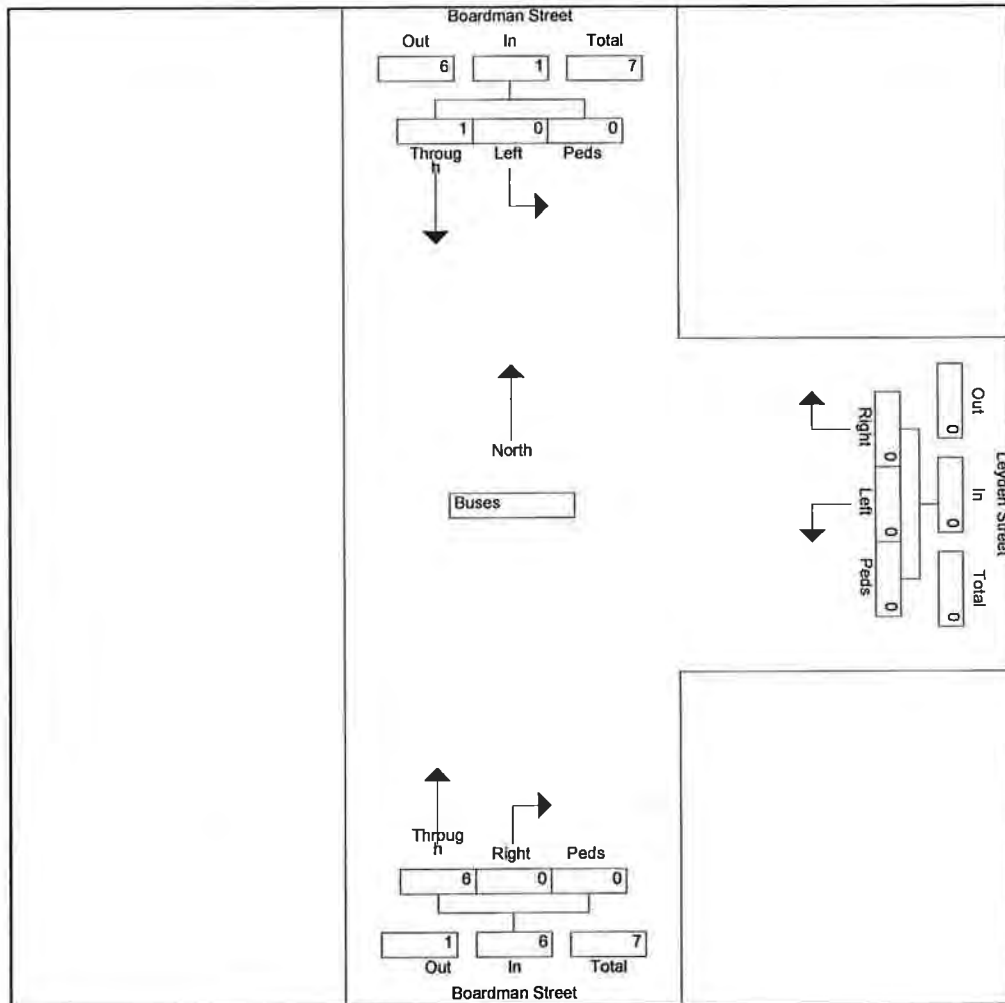 Boardman Street
Out In Total
6 1 7
1 0 0
Throug
h
Left Peds
North
Buses
Leyden Street
Out In Total
0 0 0
0 0 0
Right Left Peds
Throug
h
Right Peds
6 0 0
1 6 7
Out In Total
Boardman Street